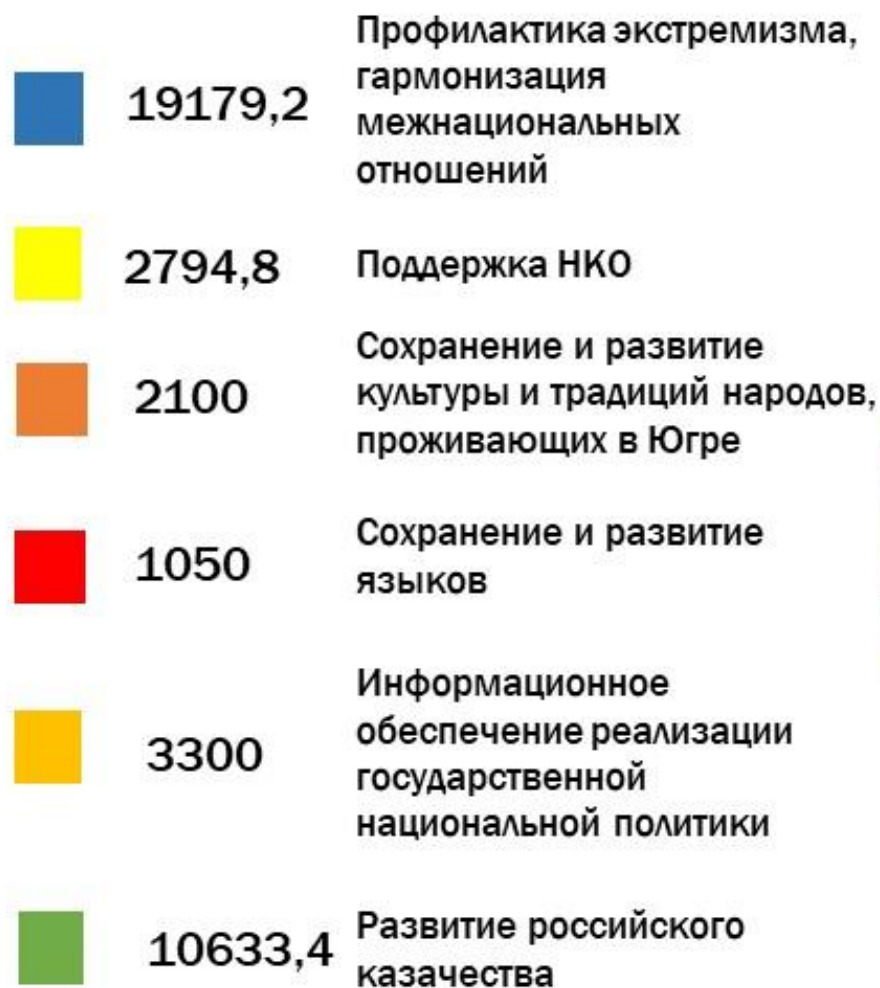 19179,2
Профилактика экстремизма,
гармонизация
межнациональных
отношений
2794,8
Поддержка НКО
2100
Сохранение и развитие
культуры и традиций народов,
проживающих в Югре
1050
Сохранение и развитие
языков
3300
Информационное
обеспечение реализации
государственной
национальной политики
10633,4
Развитие российского
казачества